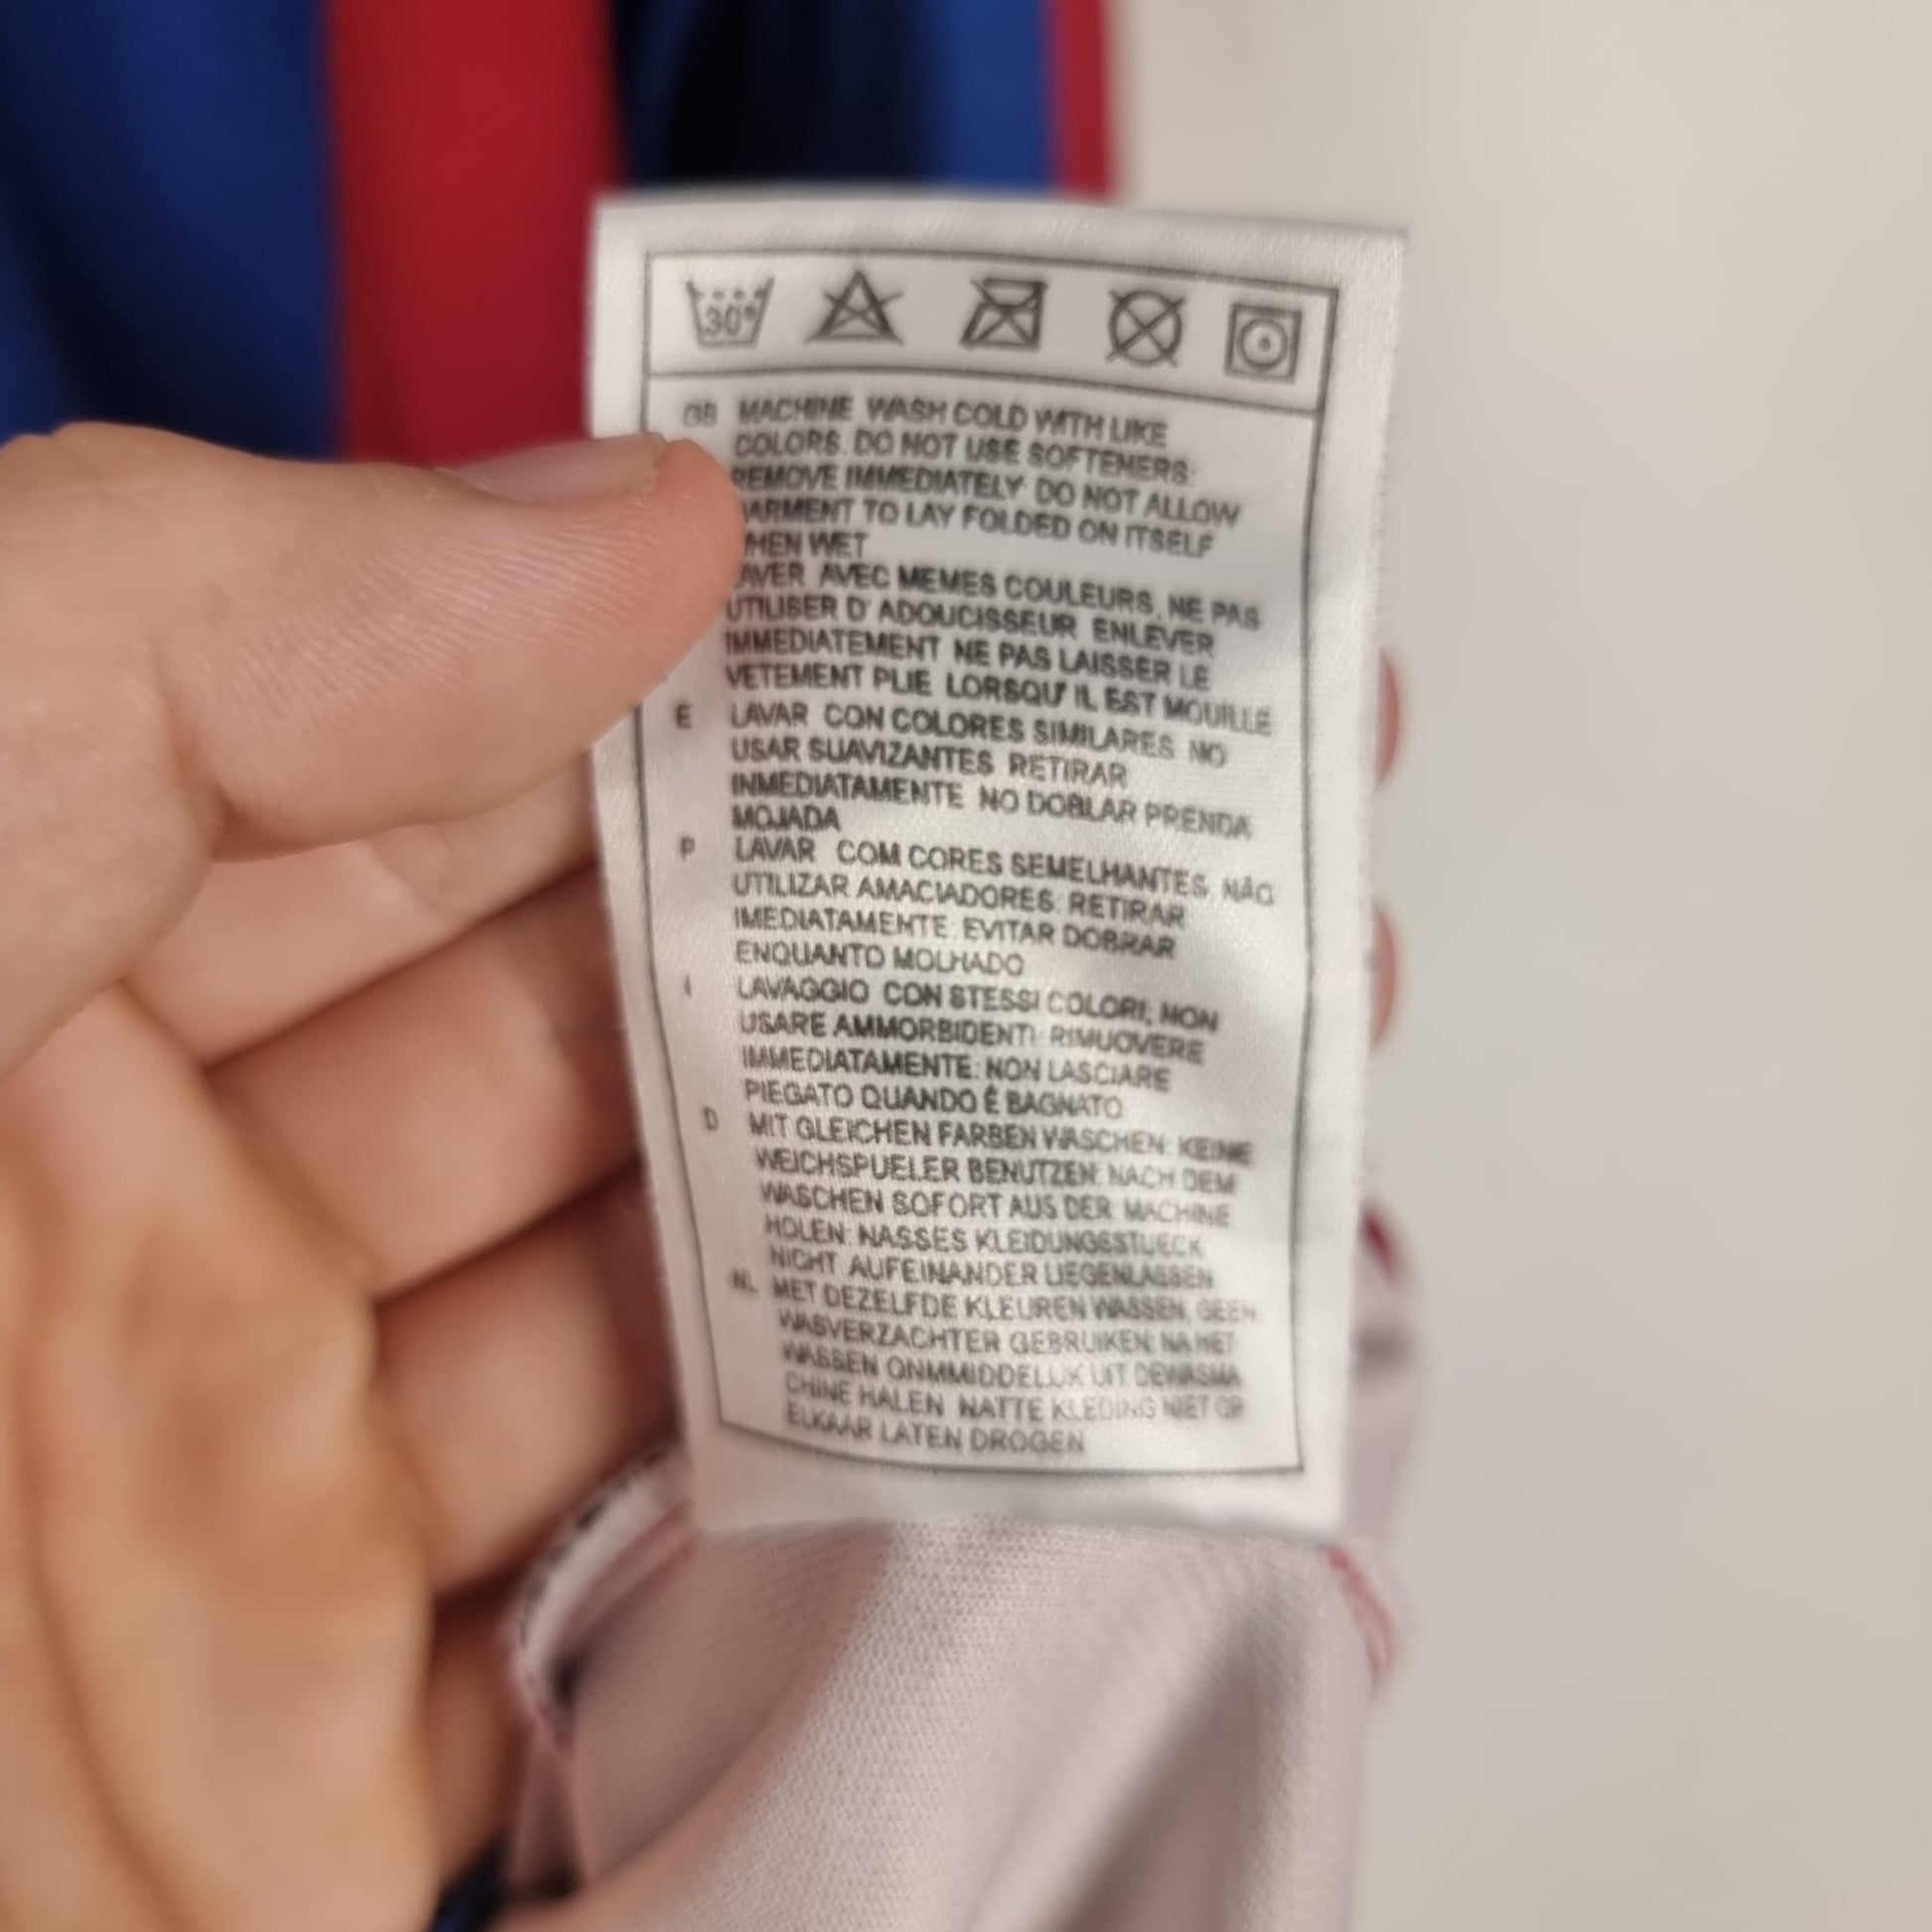 30°
GB MACHINE WASH COLD WITH LIKE
COLORS. DO NOT USE SOFTENERS:
REMOVE IMMEDIATELY: DO NOT ALLOW
ARMENT TO LAY FOLDED ON ITSELF
HEN WET
AVER AVEC MEMES COULEURS, NE PAS
UTILISER D' ADOUCISSEUR ENLEVER
IMMEDIATEMENT NE PAS LAISSER LE
VETEMENT PLIE LORSQU' IL EST MOUILLE
E LAVAR CON COLORES SIMILARES NO
USAR SUAVIZANTES RETIRAR
INMEDIATAMENTE NO DOBLAR PRENDA
MOJADA
P LAVAR COM CORES SEMELHANTES, NÃO
UTILIZAR AMACIADORES: RETIRAR
IMEDIATAMENTE: EVITAR DOBRAR
ENQUANTO MOLHADO
I LAVAGGIO CON STESSI COLORI; NON
USARE AMMORBIDENTI: RIMUOVERE
IMMEDIATAMENTE: NON LASCIARE
PIEGATO QUANDO È BAGNATO
D MIT GLEICHEN FARBEN WASCHEN: KEINE
WEICHSPUELER BENUTZEN: NACH DEM
WASCHEN SOFORT AUS DER MACHINE
HOLEN: NASSES KLEIDUNGSSTUECK
NICHT AUFEINANDER LIEGENLASSEN
NL MET DEZELFDE KLEUREN WASSEN, GEEN
WASVERZACHTER GEBRUIKEN: NA HET
WASSEN ONMMIDDELIJK UIT DEWASMA
CHINE HALEN NATTE KLEDING NIET OP
ELKAAR LATEN DROGEN